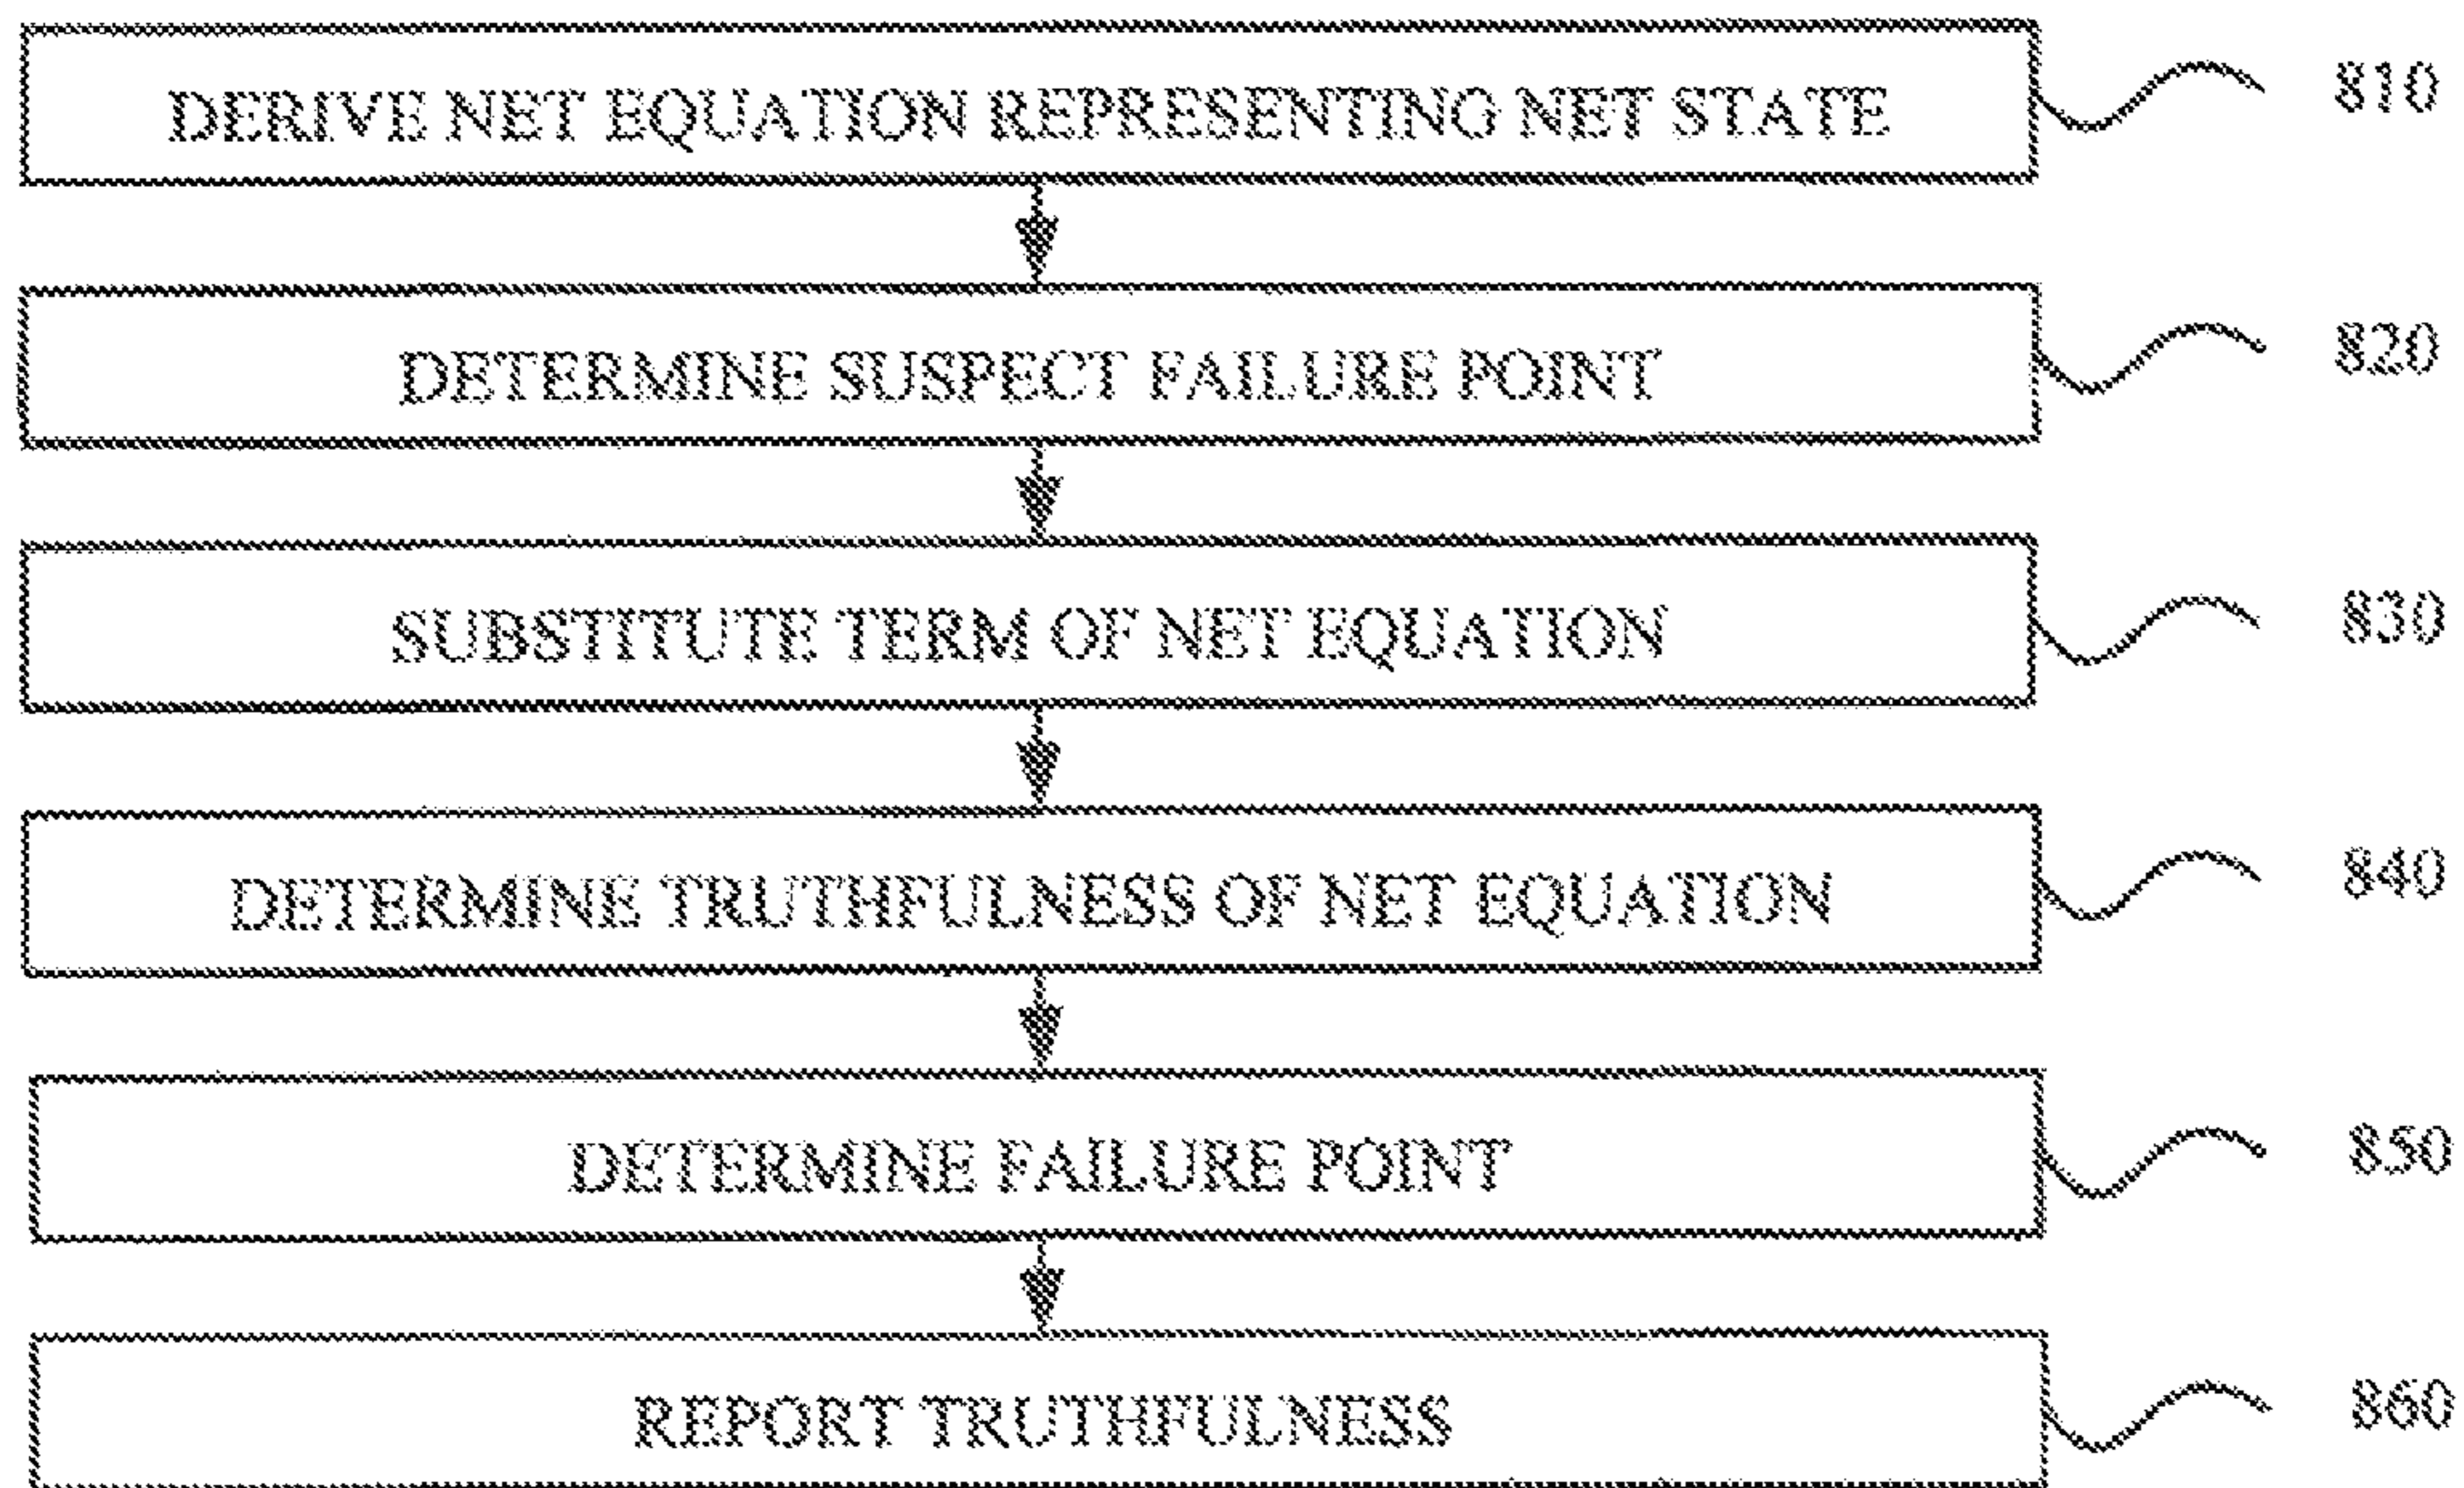 DERIVE NET EQUATION REPRESENTING NET STATE 810
DETERMINE SUSPECT FAILURE POINT 820
SUBSTITUTE TERM OF NET EQUATION 830
DETERMINE TRUTHFULNESS OF NET EQUATION 840
DETERMINE FAILURE POINT 850
REPORT TRUTHFULNESS 860